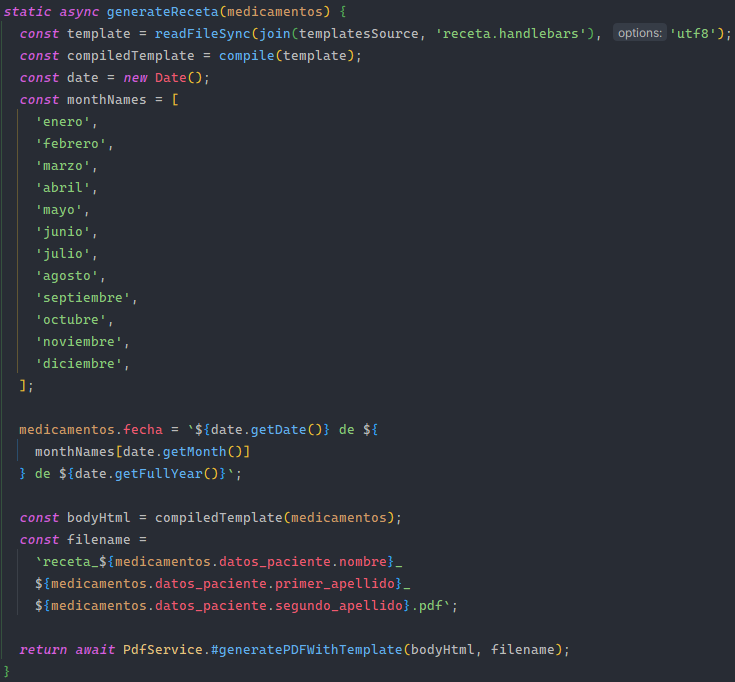 static async generateReceta(medicamentos) {
  const template = readFileSync(join(templatesSource, 'receta.handlebars'), options: 'utf8');
  const compiledTemplate = compile(template);
  const date = new Date();
  const monthNames = [
    'enero',
    'febrero',
    'marzo',
    'abril',
    'mayo',
    'junio',
    'julio',
    'agosto',
    'septiembre',
    'octubre',
    'noviembre',
    'diciembre',
  ];

  medicamentos.fecha = `${date.getDate()} de ${
    monthNames[date.getMonth()]
  } de ${date.getFullYear()}`;

  const bodyHtml = compiledTemplate(medicamentos);
  const filename =
    `receta_${medicamentos.datos_paciente.nombre}_
    ${medicamentos.datos_paciente.primer_apellido}_
    ${medicamentos.datos_paciente.segundo_apellido}.pdf`;

  return await PdfService.#generatePDFWithTemplate(bodyHtml, filename);
}